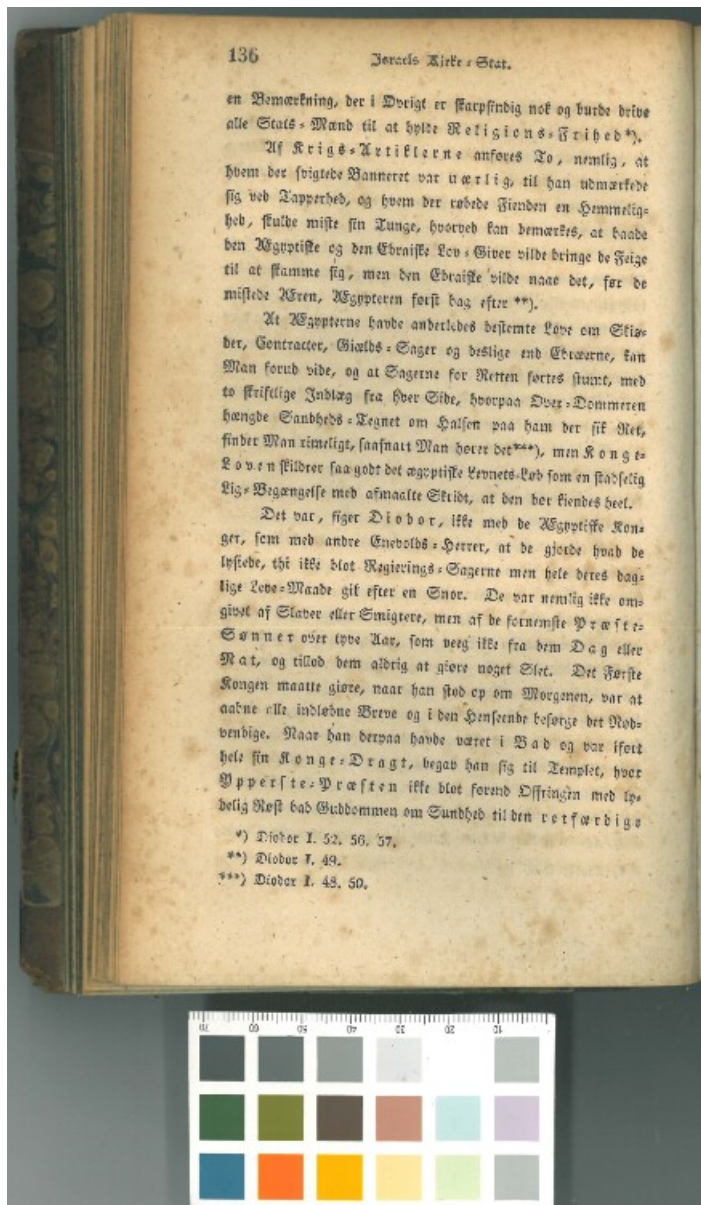 136
Jsraels Kirke-Stat.
en Bemærkning, der i Øvrigt er skarpsindig nok og burde drive
alle Stats-Mænd til at hylde Religions-Frihed*).
Af Krigs-Artiklerne anføres To, nemlig, at
hvem der svigtede Banneret var uærlig, til han udmærkede
sig ved Tapperhed, og hvem der røbede Fienden en Hemmelig-
hed, skulde miste sin Tunge, hvorved kan bemærkes, at baade
den Ægyptiske og den Ebraiske Lov-Giver vilde bringe de Feige
til at skamme sig, men den Ebraiske vilde naae det, før de
mistede Æren, Ægypteren først bag efter **).
At Ægypterne havde anderledes bestemte Love om Skiø-
der, Contracter, Giælds-Sager og deslige end Ebræerne, kan
Man forud vide, og at Sagerne for Retten førtes stumt, med
to skriftlige Indlæg fra hver Side, hvorpaa Over-Dommeren
hængde Sandheds-Tegnet om Halsen paa ham der fik Ret,
finder Man rimeligt, saasnart Man hører det***), men Konge-
Loven skildrer saa godt det ægyptiske Levnets-Løb som en stadselig
Lig-Begængelse med afmaalte Skridt, at den bør kiendes heel.
Det var, siger Diodor, ikke med de Ægyptiske Kon-
ger, som med andre Enevolds-Herrer, at de gjorde hvad de
lystede, thi ikke blot Regierings-Sagerne men hele deres dag-
lige Leve-Maade gik efter en Snor. De var nemlig ikke om-
givet af Slaver eller Smigrere, men af de fornemste Præste-
Sønner over tyve Aar, som veeg ikke fra dem Dag eller
Nat, og tillod dem aldrig at giøre noget Slet. Det Første
Kongen maatte giøre, naar han stod op om Morgenen, var at
aabne alle indløbne Breve og i den Henseende besørge det Nød-
vendige. Naar han derpaa havde været i Bad og var iført
hele sin Konge-Dragt, begav han sig til Templet, hvor
Ypperste-Præsten ikke blot førend Offringen med ly-
delig Røst bad Guddommen om Sundhed til den retfærdige
*) Diodor I. 52. 56. 57.
**) Diodor I. 49.
***) Diodor I. 48. 50.
70 60 50 40 30 20 10